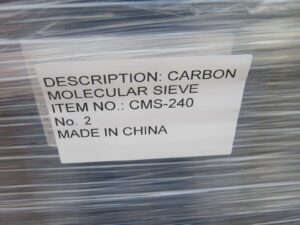 DESCRIPTION: CARBON
MOLECULAR SIEVE
ITEM NO.: CMS-240
No. 2
MADE IN CHINA